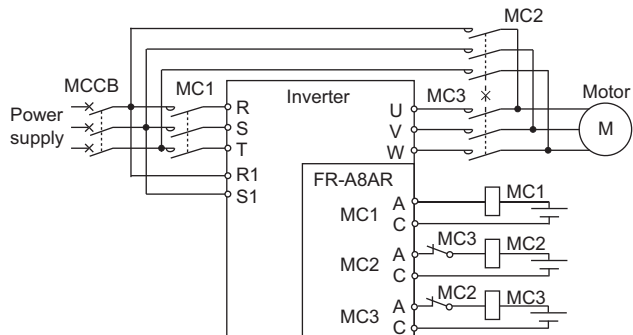 MC2
MCCB
MC1
Power
supply
Inverter
MC3
Motor
R
S
T
R1
S1
U
V
W
M
FR-A8AR
MC1
A
C
MC1
MC2
A
C
MC3
MC2
MC3
A
C
MC2
MC3